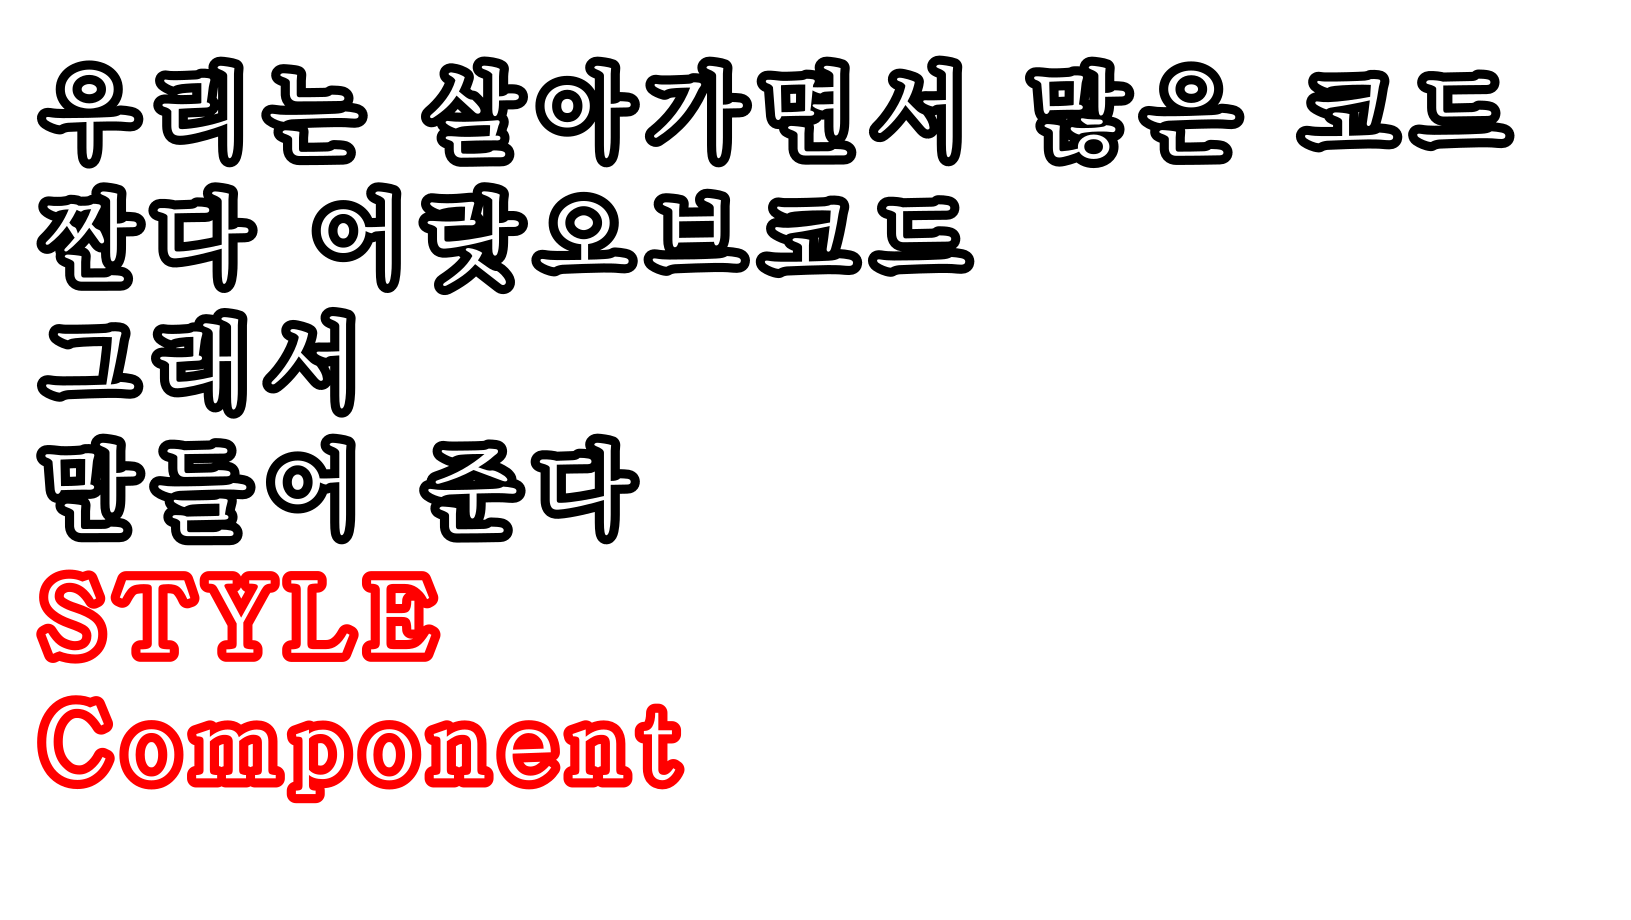 우리는 살아가면서 많은 코드
짠다 어랏오브코드
그래서
만들어 준다
STYLE
Component